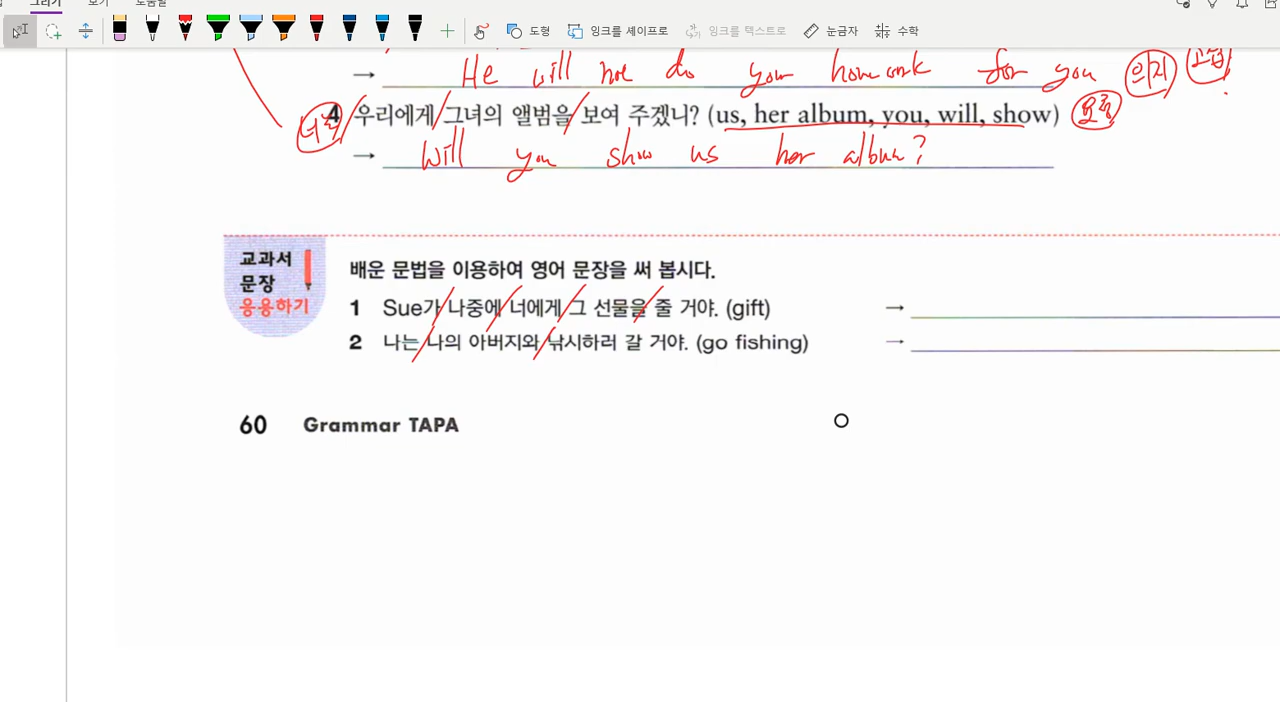 그리기 보기 도움말
도형 잉크를 셰이프로 잉크를 텍스트로 눈금자 수학
→ He will not do your homework for you 의지 고집
너는 4 우리에게 그녀의 앨범을 보여 주겠니? (us, her album, you, will, show) 요청
→ Will you show us her album?
교과서
문장
응용하기
배운 문법을 이용하여 영어 문장을 써 봅시다.
1 Sue가 나중에 너에게 그 선물을 줄 거야. (gift) →
2 나는 나의 아버지와 낚시하러 갈 거야. (go fishing) →
60 Grammar TAPA